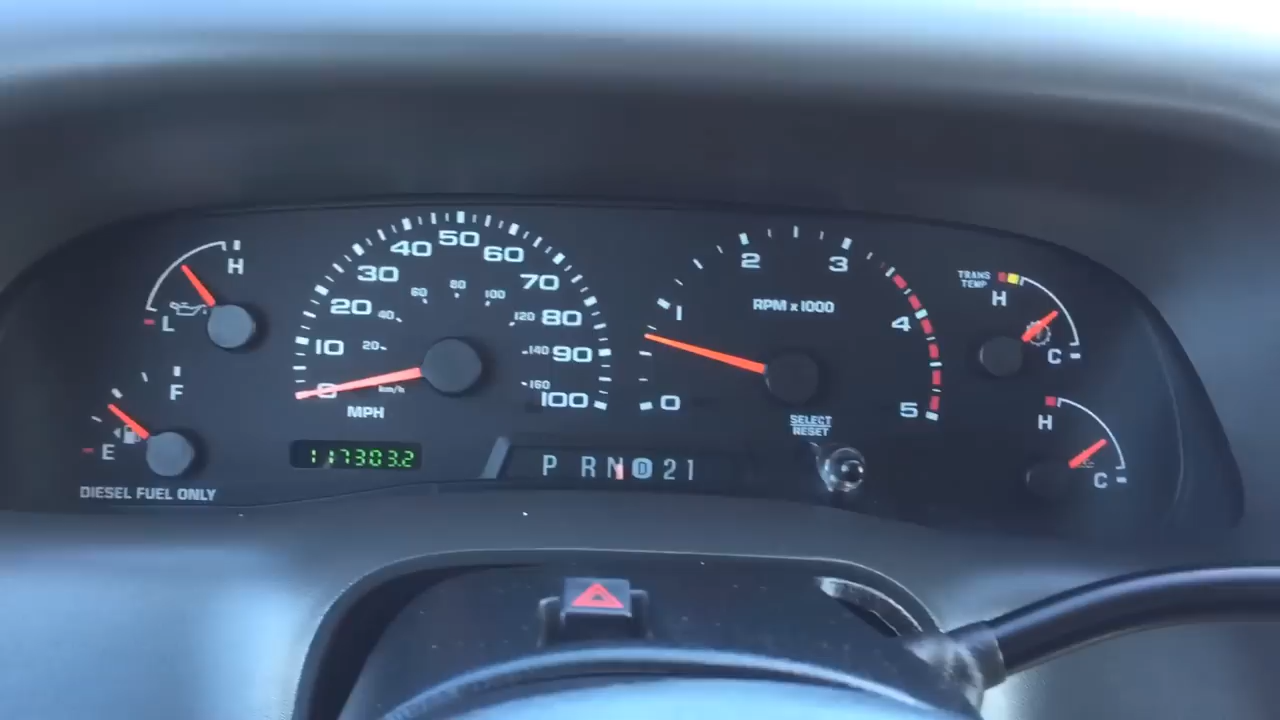 H
L
F
E
DIESEL FUEL ONLY
0 10 20 30 40 50 60 70 80 90 100
20 40 60 80 100 120 140 160
km/h
MPH
117303.2
0 1 2 3 4 5
RPM x 1000
SELECT
RESET
P R N D 2 1
TRANS
TEMP
H
C
H
C